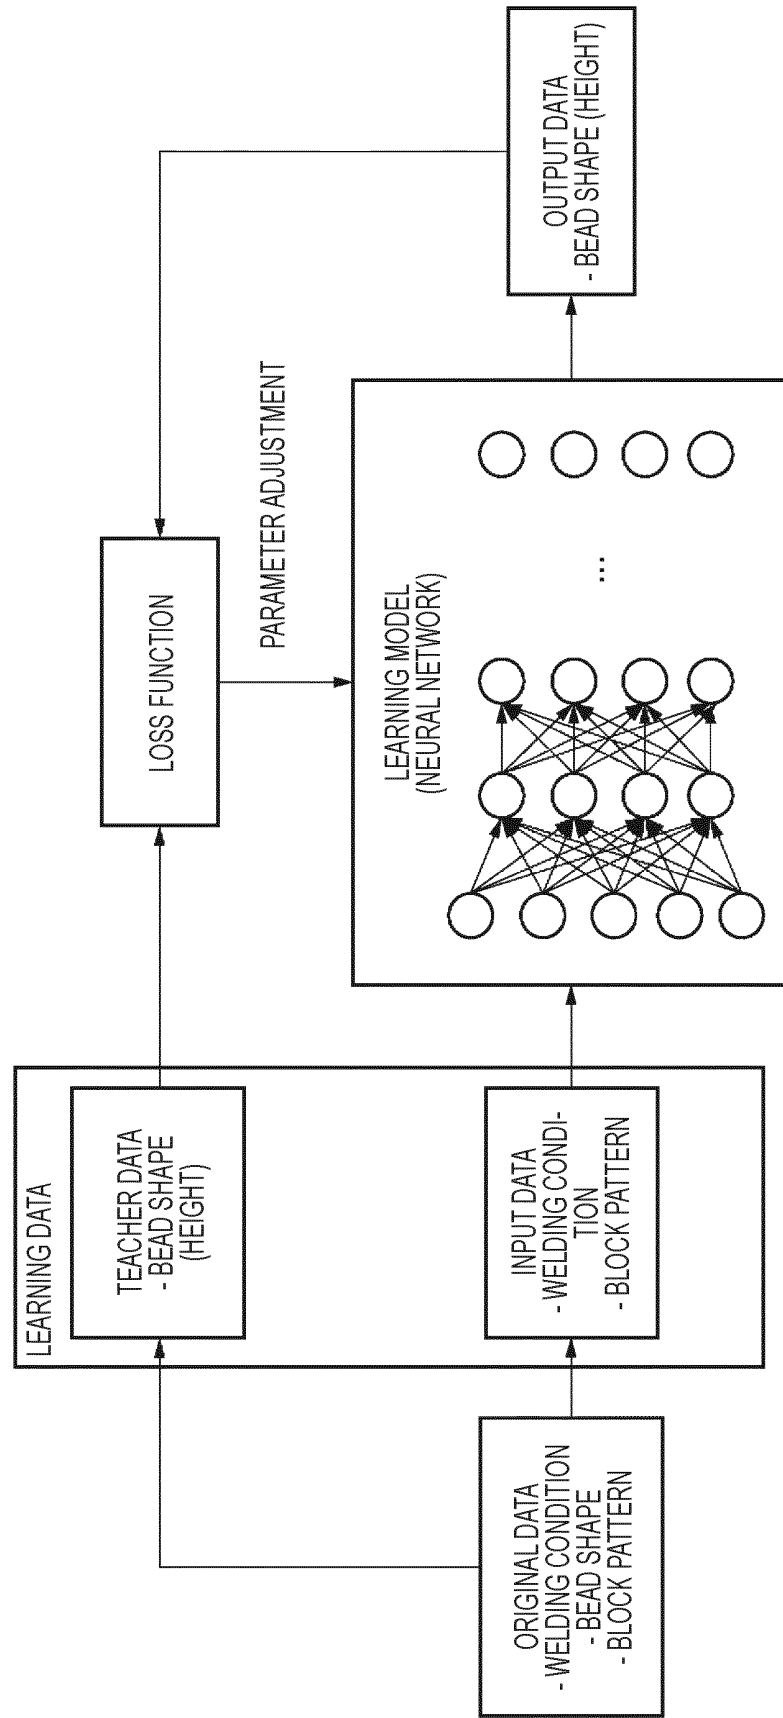 ORIGINAL DATA
- WELDING CONDITION
- BEAD SHAPE
- BLOCK PATTERN
LEARNING DATA
TEACHER DATA
- BEAD SHAPE
(HEIGHT)
INPUT DATA
- WELDING CONDI-
TION
- BLOCK PATTERN
LOSS FUNCTION
PARAMETER ADJUSTMENT
LEARNING MODEL
(NEURAL NETWORK)
...
OUTPUT DATA
- BEAD SHAPE (HEIGHT)